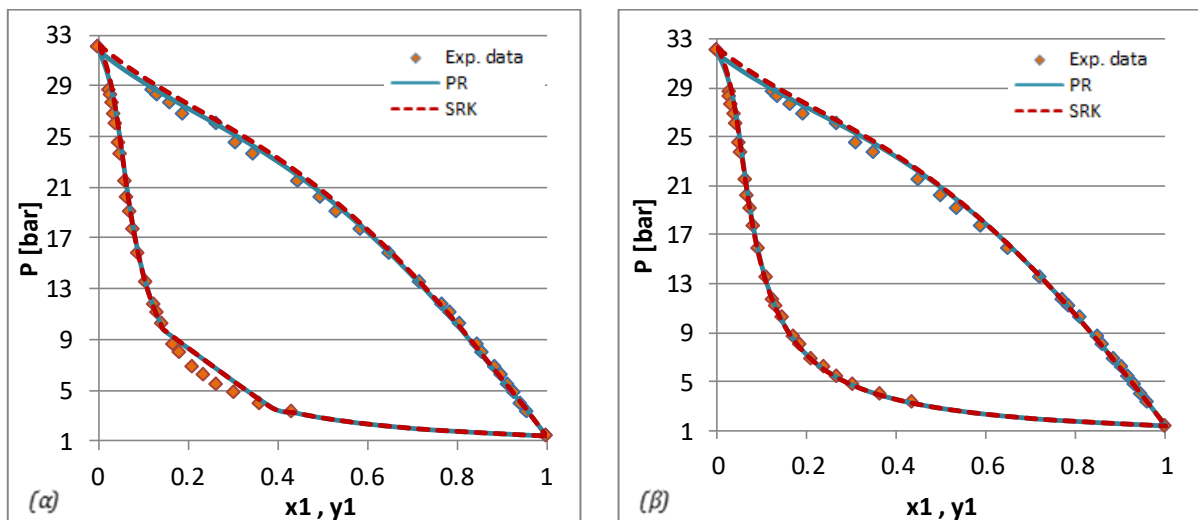 33
29
25
21
17
13
9
5
1
P [bar]
Exp. data
PR
SRK
0
0.2
0.4
0.6
0.8
1
x1 , y1
(α)
33
29
25
21
17
13
9
5
1
P [bar]
Exp. data
PR
SRK
0
0.2
0.4
0.6
0.8
1
x1 , y1
(β)